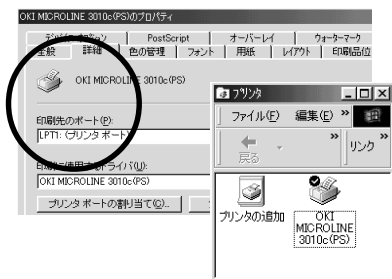 OKI MICROLINE 3010c(PS)のプロパティ
デバイス オプション PostScript オーバーレイ ウォーターマーク
全般 詳細 色の管理 フォント 用紙 レイアウト 印刷品位
OKI MICROLINE 3010c(PS)
印刷先のポート(P):
LPT1: (プリンタ ポート)
印刷に使用するドライバ(U):
OKI MICROLINE 3010c(PS)
プリンタ ポートの割り当て(C)...
プリンタ
ファイル(F) 編集(E) »
戻る » リンク »
プリンタの追加
OKI
MICROLINE
3010c(PS)